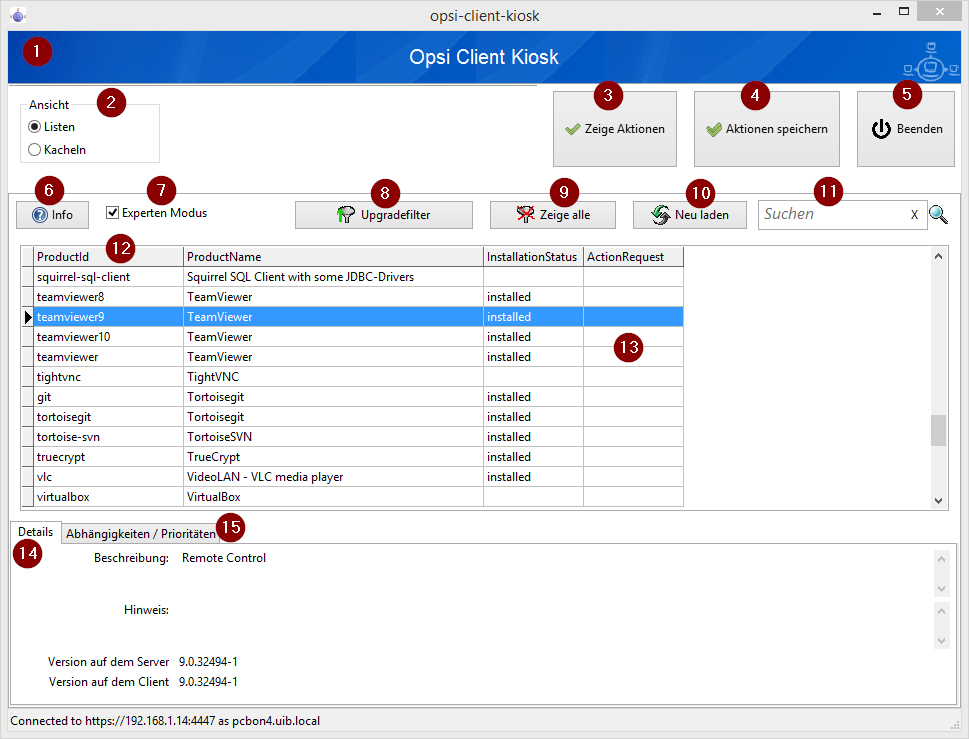 opsi-client-kiosk
1
Opsi Client Kiosk
Ansicht
2
Listen
Kacheln
3
Zeige Aktionen
4
Aktionen speichern
5
Beenden
6
Info
7
Experten Modus
8
Upgradefilter
9
Zeige alle
10
Neu laden
11
Suchen X
ProductId 12 ProductName InstallationStatus ActionRequest
squirrel-sql-client Squirrel SQL Client with some JDBC-Drivers
teamviewer8 TeamViewer installed
teamviewer9 TeamViewer installed
teamviewer10 TeamViewer installed 13
teamviewer TeamViewer installed
tightvnc TightVNC
git Tortoisegit installed
tortoisegit Tortoisegit installed
tortoise-svn TortoiseSVN installed
truecrypt TrueCrypt installed
vlc VideoLAN - VLC media player installed
virtualbox VirtualBox
Details Abhängigkeiten / Prioritäten 15
14
Beschreibung: Remote Control
Hinweis:
Version auf dem Server 9.0.32494-1
Version auf dem Client 9.0.32494-1
Connected to https://192.168.1.14:4447 as pcbon4.uib.local